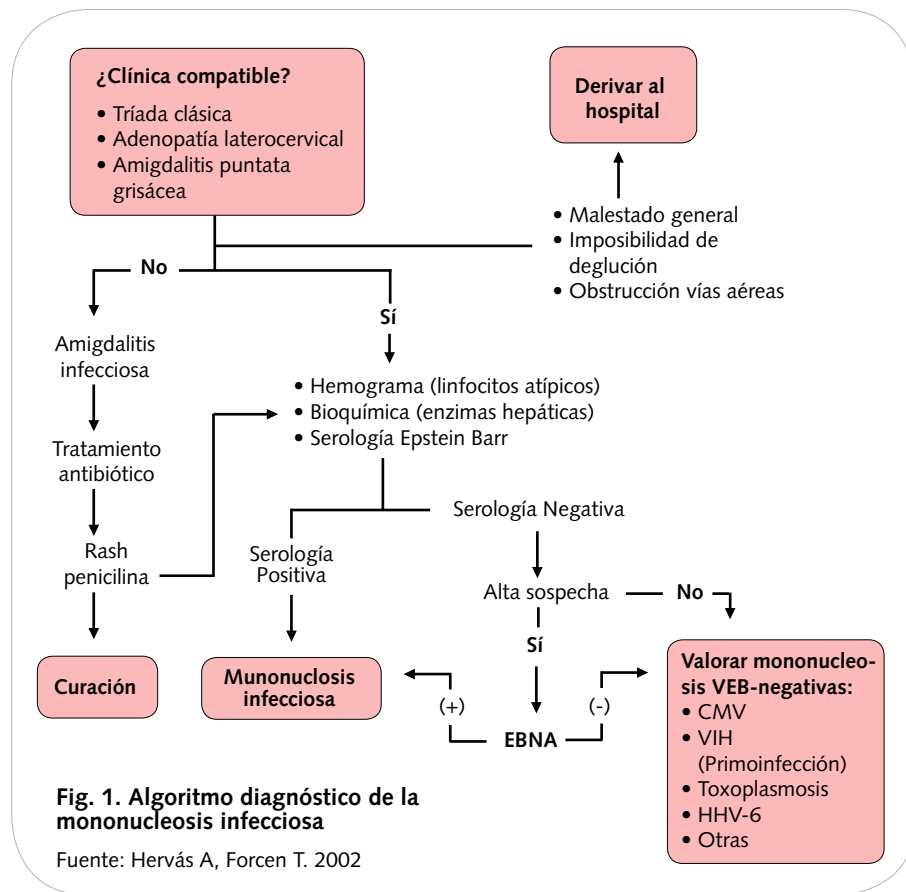 ¿Clínica compatible?
• Tríada clásica
• Adenopatía laterocervical
• Amigdalitis puntata
grisácea
Derivar al
hospital
• Malestado general
• Imposibilidad de
deglución
• Obstrucción vías aéreas
No
Sí
Amigdalitis
infecciosa
• Hemograma (linfocitos atípicos)
• Bioquímica (enzimas hepáticas)
• Serología Epstein Barr
Tratamiento
antibiótico
Rash
penicilina
Serología
Positiva
Serología Negativa
Alta sospecha
No
Sí
Curación
Munonuclosis
infecciosa
(+)
EBNA
(-)
Valorar mononucleo-
sis VEB-negativas:
• CMV
• VIH
(Primoinfección)
• Toxoplasmosis
• HHV-6
• Otras
Fig. 1. Algoritmo diagnóstico de la
mononucleosis infecciosa
Fuente: Hervás A, Forcen T. 2002